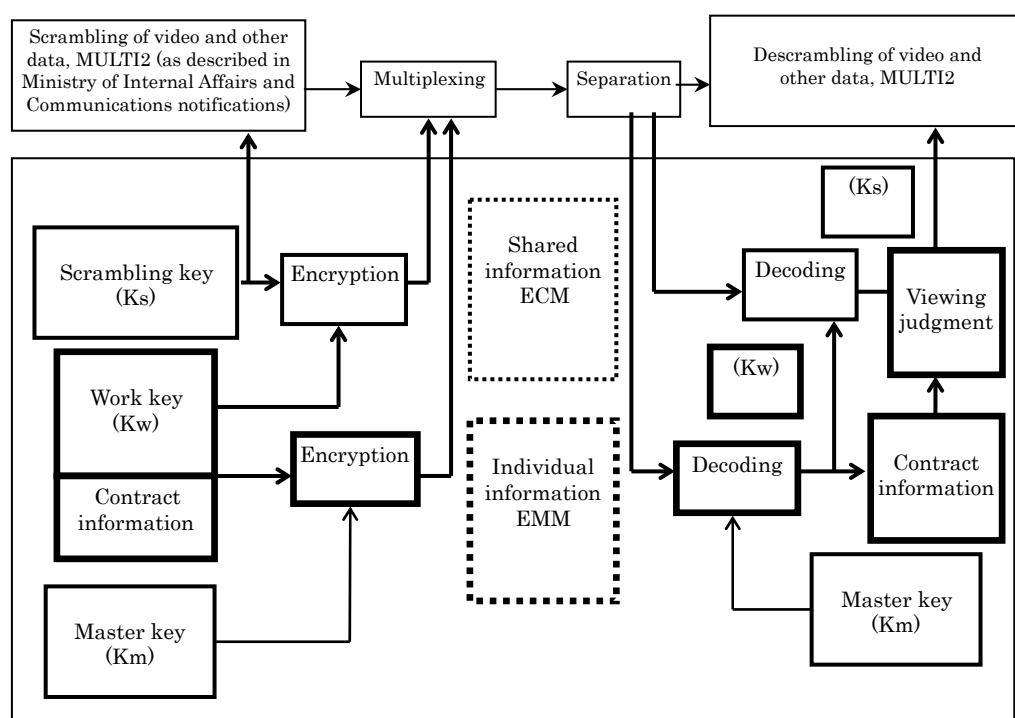 Scrambling of video and other
data, MULTI2 (as described in
Ministry of Internal Affairs and
Communications notifications)
Multiplexing
Separation
Descrambling of video and
other data, MULTI2
Scrambling key
(Ks)
Encryption
Shared
information
ECM
Decoding
(Ks)
Viewing
judgment
Work key
(Kw)
(Kw)
Contract
information
Encryption
Individual
information
EMM
Decoding
Contract
information
Master key
(Km)
Master key
(Km)